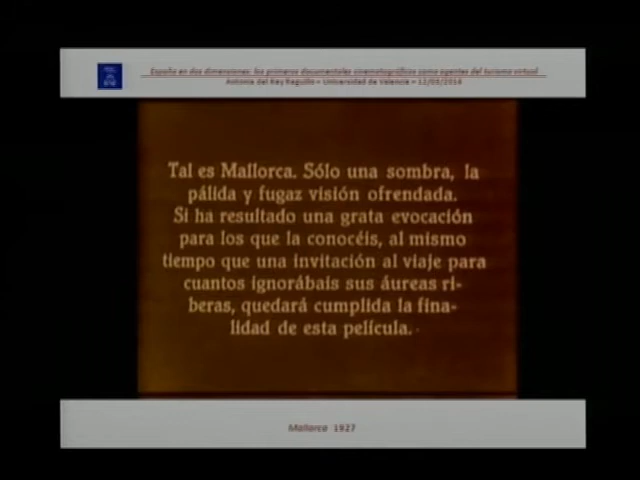 España en dos dimensiones: los primeros documentales cinematográficos como agentes del turismo virtual
Antonia del Rey Reguillo – Universidad de Valencia – 12/05/2014
Tal es Mallorca. Sólo una sombra, la
pálida y fugaz visión ofrendada.
Si ha resultado una grata evocación
para los que la conocéis, al mismo
tiempo que una invitación al viaje para
cuantos ignorábais sus áureas ri-
beras, quedará cumplida la fina-
lidad de esta película.
Mallorca 1927